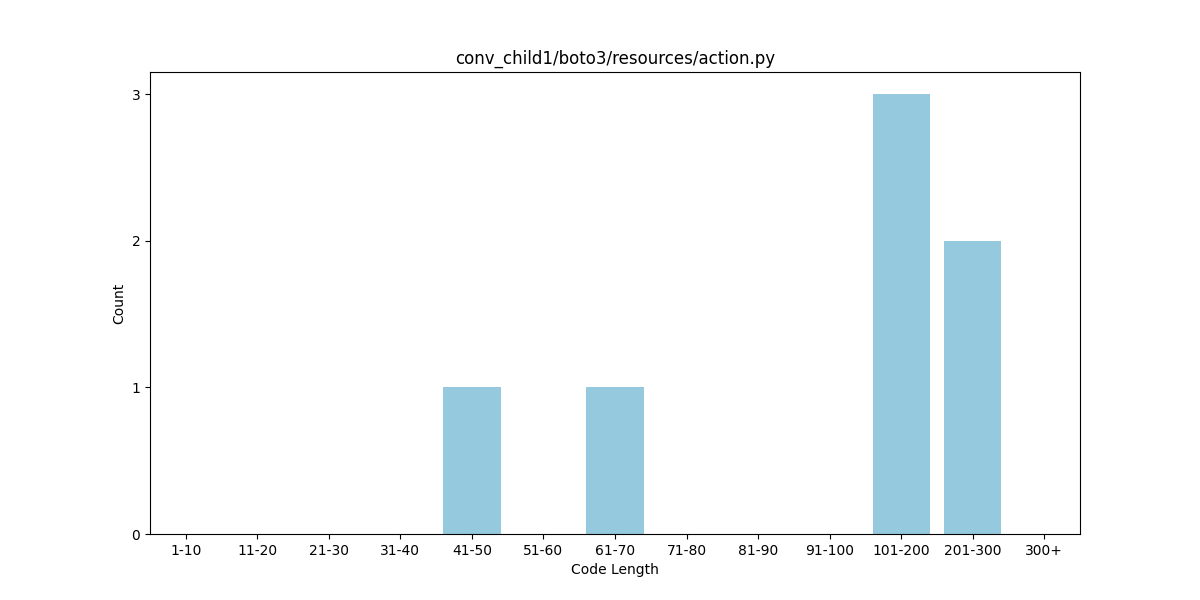 conv_child1/boto3/resources/action.py
3
2
1
0
Count
1-10 11-20 21-30 31-40 41-50 51-60 61-70 71-80 81-90 91-100 101-200 201-300 300+
Code Length